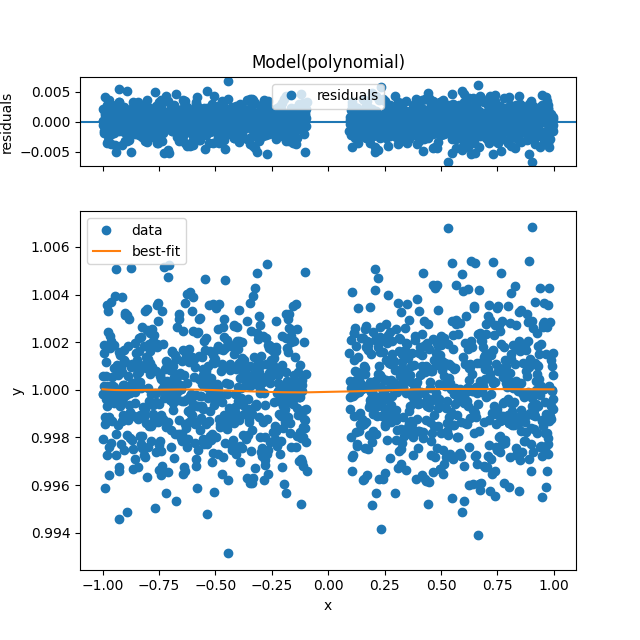 Model(polynomial)
residuals
0.005
0.000
−0.005
residuals
data
best-fit
y
1.006
1.004
1.002
1.000
0.998
0.996
0.994
−1.00 −0.75 −0.50 −0.25 0.00 0.25 0.50 0.75 1.00
x